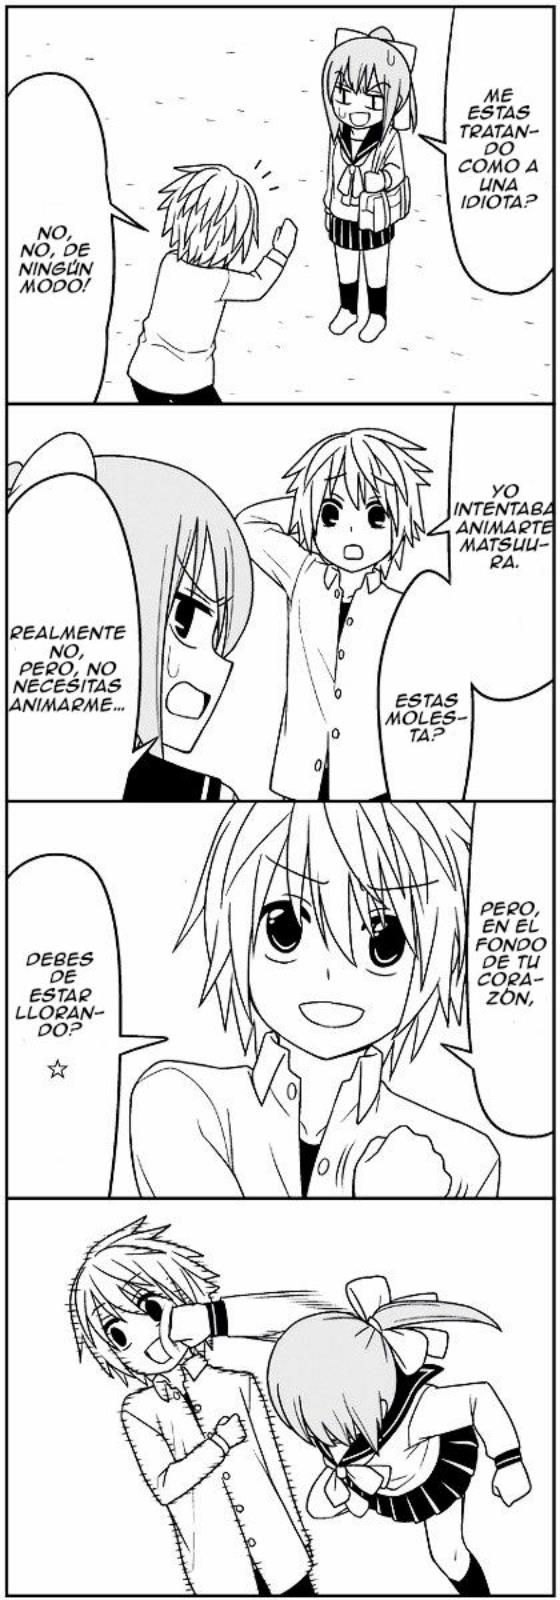 ME
ESTAS
TRATAN-
DO
COMO A
UNA
IDIOTA?
NO,
NO, DE
NINGÚN
MODO!
YO
INTENTABA
ANIMARTE
MATSUU-
RA.
ESTAS
MOLES-
TA?
REALMENTE
NO,
PERO, NO
NECESITAS
ANIMARME...
PERO,
EN EL
FONDO
DE TU
CORA-
ZÓN,
DEBES
DE
ESTAR
LLORAN-
DO?
☆